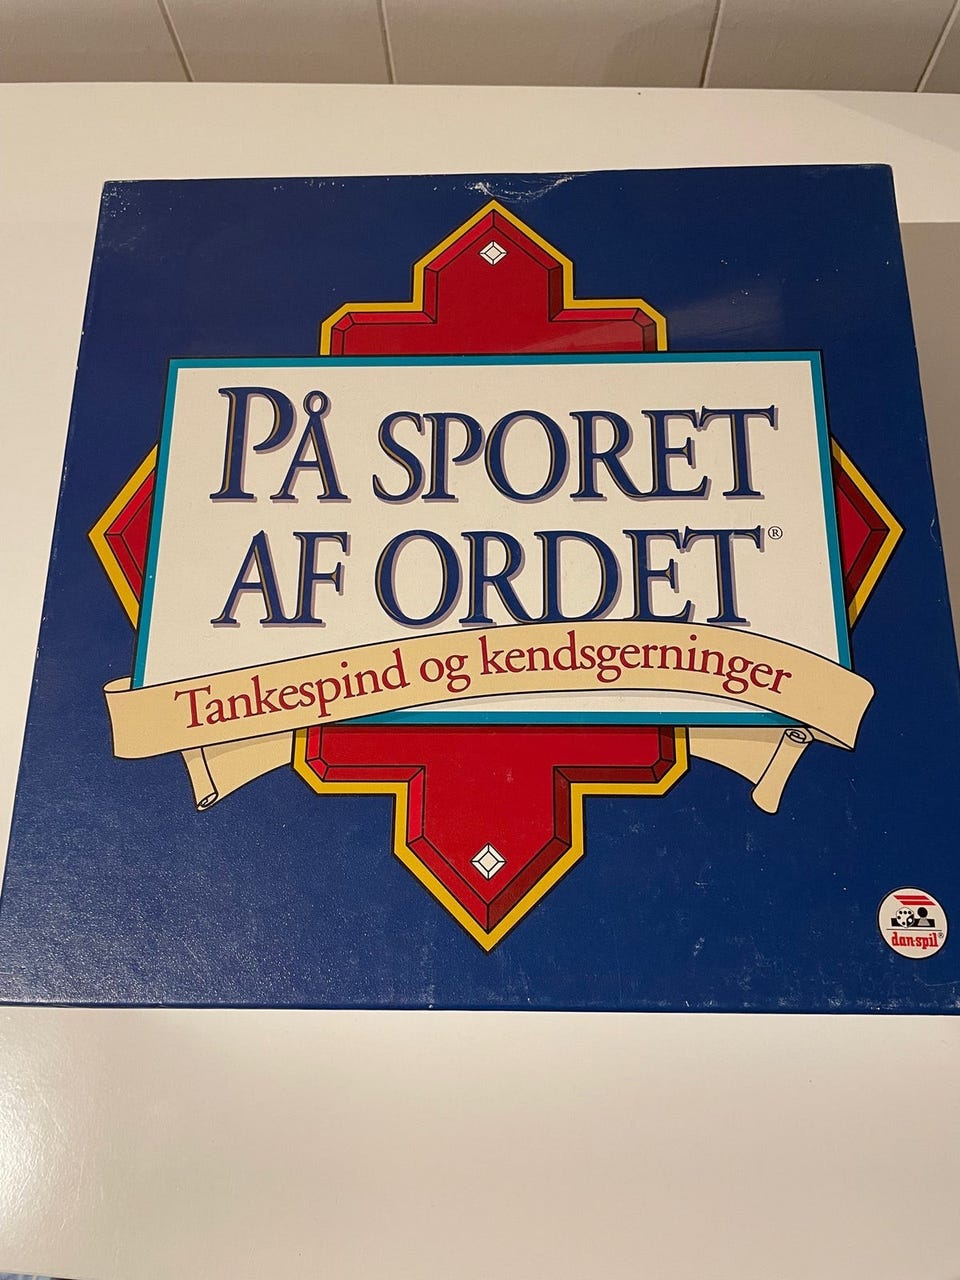 PÅ SPORET
AF ORDET®
Tankespind og kendsgerninger
dan-spil®